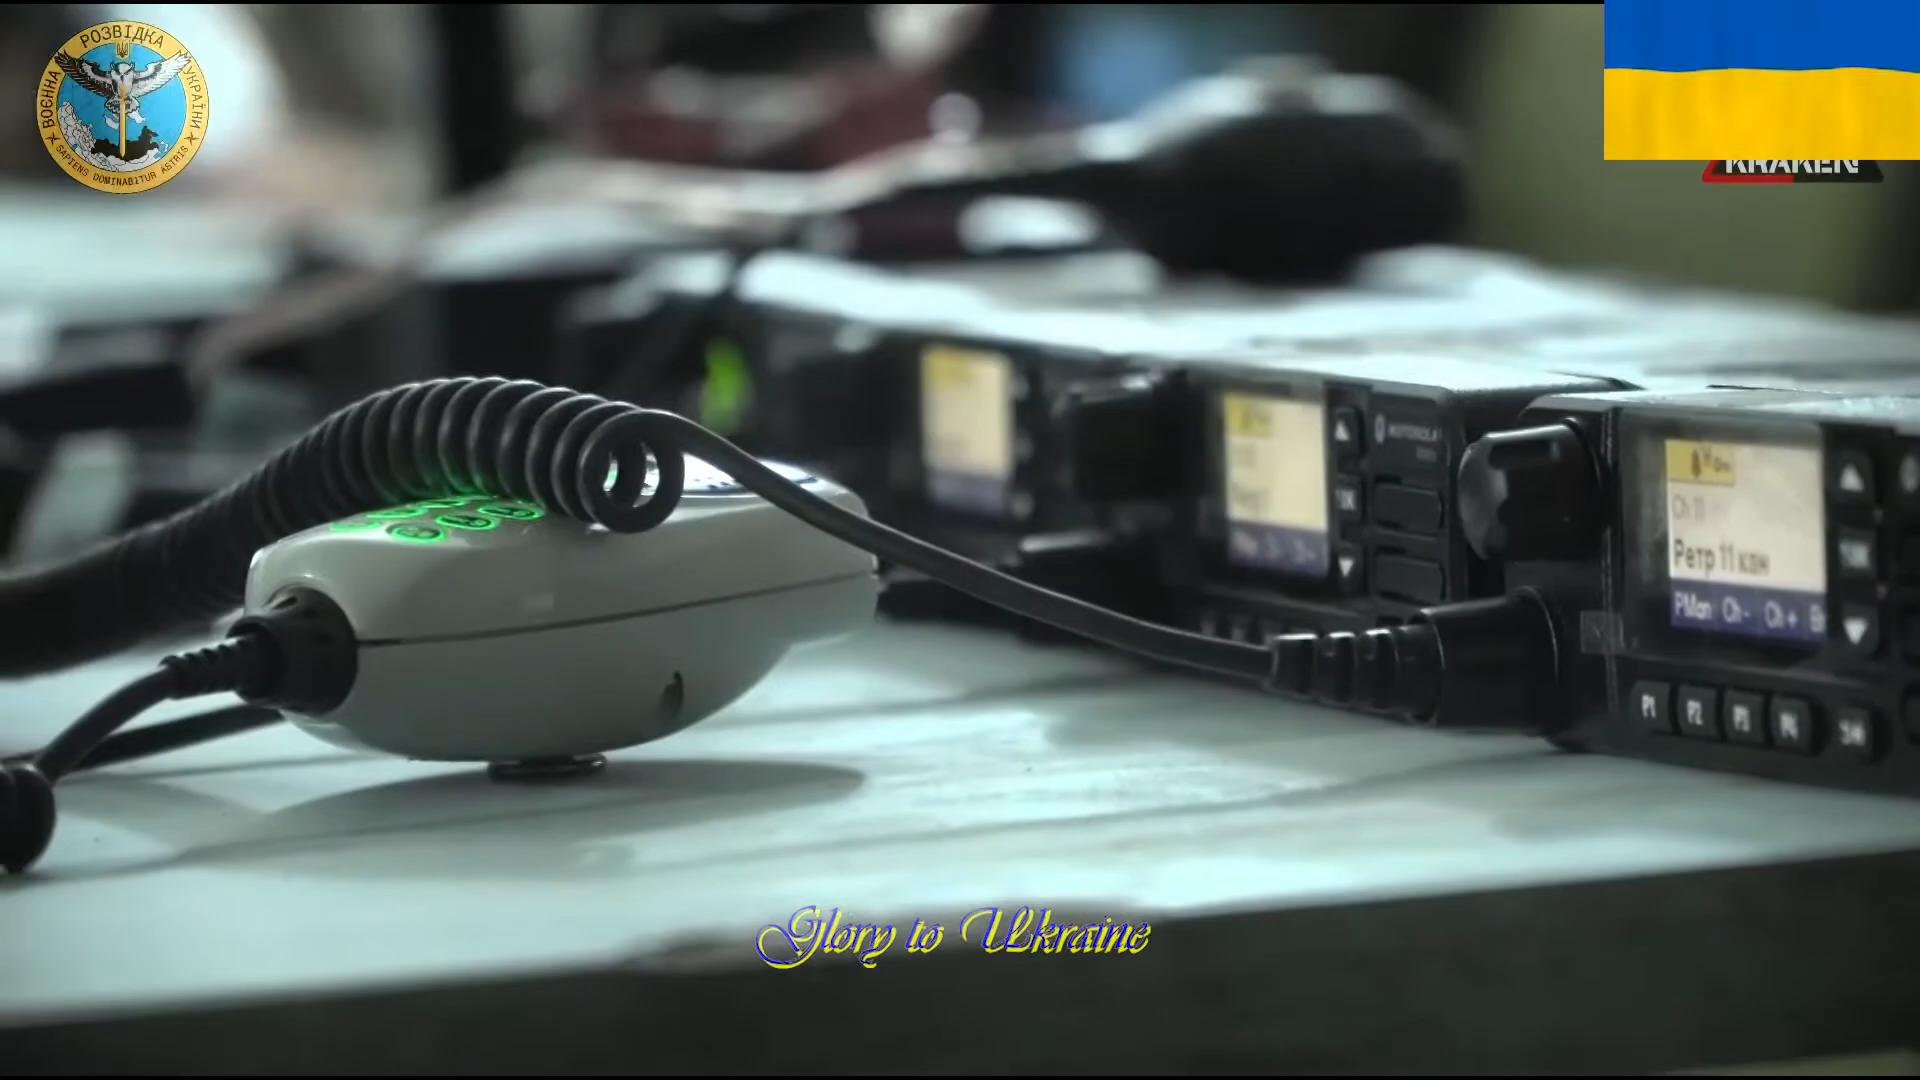 ВОЄННА РОЗВІДКА УКРАЇНИ
SAPIENS DOMINABITUR ASTRIS
KRAKEN
MOTOROLA
Ch 11
Ретр 11 кан
PMan Ch - Ch +
P1 P2 P3 P4
Glory to Ukraine